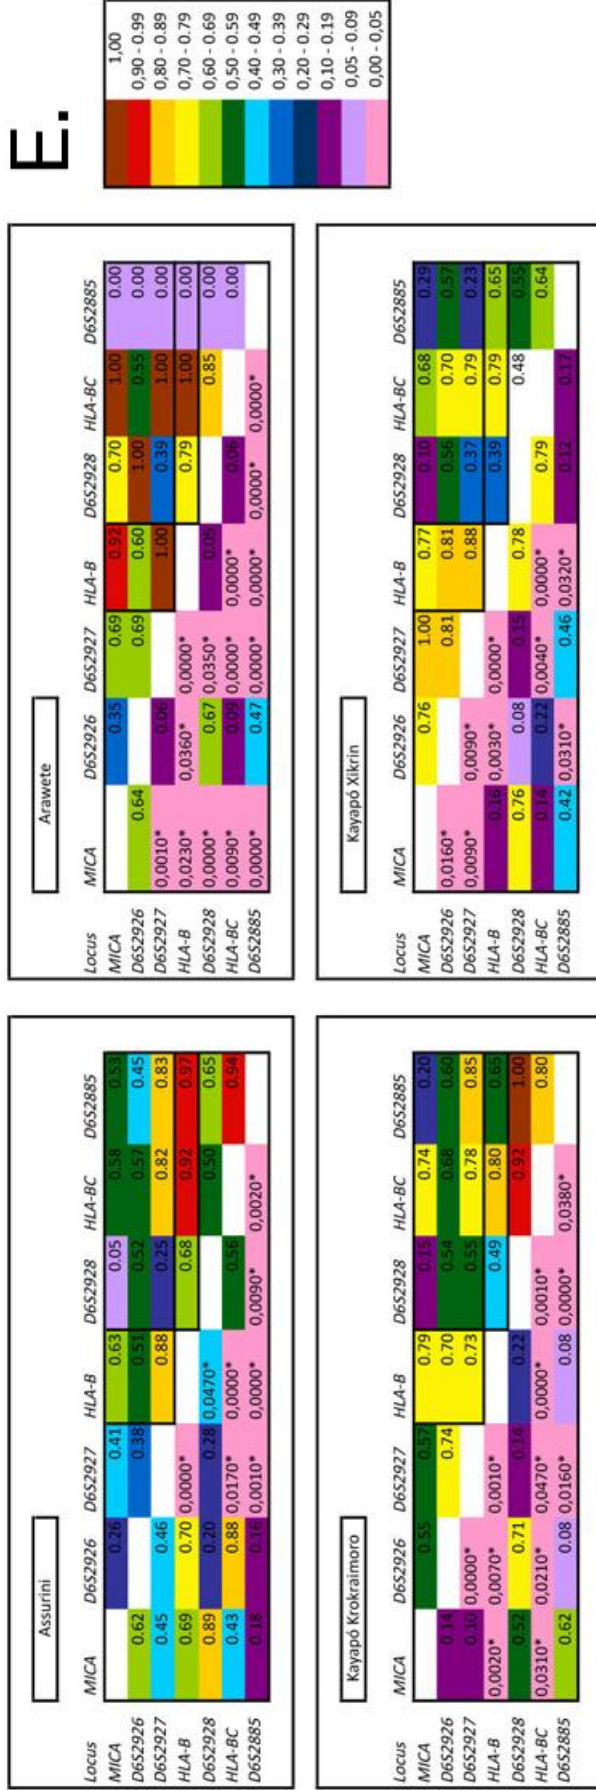 Assurini
Locus MICA D6S2926 D6S2927 HLA-B D6S2928 HLA-BC D6S2885
MICA 0.26 0.41 0.63 0.05 0.58 0.53
D6S2926 0.62 0.38 0.51 0.52 0.57 0.45
D6S2927 0.45 0.46 0.88 0.25 0.82 0.83
HLA-B 0.69 0.70 0,0000* 0.68 0.92 0.97
D6S2928 0.89 0.20 0.28 0,0470* 0.50 0.65
HLA-BC 0.43 0.88 0,0170* 0,0000* 0.56 0.94
D6S2885 0.18 0.16 0,0010* 0,0000* 0,0090* 0,0020*
Arawete
Locus MICA D6S2926 D6S2927 HLA-B D6S2928 HLA-BC D6S2885
MICA 0.35 0.69 0.92 0.70 1.00 0.00
D6S2926 0.64 0.69 0.60 1.00 0.55 0.00
D6S2927 0,0010* 0.06 1.00 0.39 1.00 0.00
HLA-B 0,0230* 0,0360* 0,0000* 0.79 1.00 0.00
D6S2928 0,0000* 0.67 0,0350* 0.05 0.85 0.00
HLA-BC 0,0090* 0.09 0,0000* 0,0000* 0.06 0.00
D6S2885 0,0000* 0.47 0,0000* 0,0000* 0,0000* 0,0000*
E.
1,00
0,90 - 0.99
0,80 - 0.89
0,70 - 0.79
0,60 - 0.69
0,50 - 0.59
0,40 - 0.49
0,30 - 0.39
0,20 - 0.29
0,10 - 0.19
0,05 - 0.09
0,00 - 0,05
Kayapó Krokraimoro
Locus MICA D6S2926 D6S2927 HLA-B D6S2928 HLA-BC D6S2885
MICA 0.55 0.57 0.79 0.15 0.74 0.20
D6S2926 0.14 0.74 0.70 0.54 0.68 0.60
D6S2927 0.10 0,0000* 0.73 0.55 0.78 0.85
HLA-B 0,0020* 0,0070* 0,0010* 0.49 0.80 0.65
D6S2928 0.52 0.71 0.14 0.22 0.92 1.00
HLA-BC 0,0310* 0,0210* 0,0470* 0,0000* 0,0010* 0.80
D6S2885 0.62 0.08 0,0160* 0.08 0,0000* 0,0380*
Kayapó Xikrin
Locus MICA D6S2926 D6S2927 HLA-B D6S2928 HLA-BC D6S2885
MICA 0.76 1.00 0.77 0.10 0.68 0.29
D6S2926 0,0160* 0.81 0.81 0.56 0.70 0.57
D6S2927 0,0090* 0,0090* 0.88 0.37 0.79 0.23
HLA-B 0.16 0,0030* 0,0000* 0.39 0.79 0.65
D6S2928 0.76 0.08 0.15 0.78 0.48 0.55
HLA-BC 0.14 0.22 0,0040* 0,0000* 0.79 0.64
D6S2885 0.42 0,0310* 0.46 0,0320* 0.12 0.17